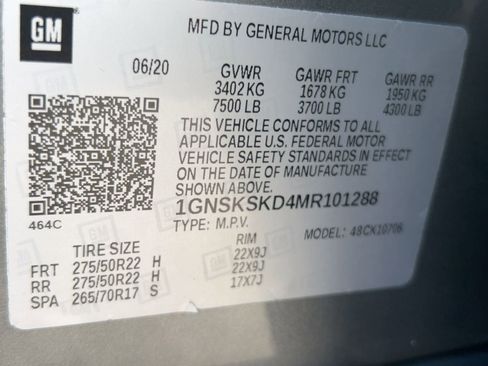 GM
MFD BY GENERAL MOTORS LLC
06/20 GVWR GAWR FRT GAWR RR
3402 KG 1678 KG 1950 KG
7500 LB 3700 LB 4300 LB
THIS VEHICLE CONFORMS TO ALL
APPLICABLE U.S. FEDERAL MOTOR
VEHICLE SAFETY STANDARDS IN EFFECT
ON THE DATE OF MANUFACTURE
SHOWN ABOVE.
464C 1GNSKSKD4MR101288
TYPE: M.P.V. MODEL: 48CK10706
TIRE SIZE RIM
FRT 275/50R22 H 22X9J
RR 275/50R22 H 22X9J
SPA 265/70R17 S 17X7J